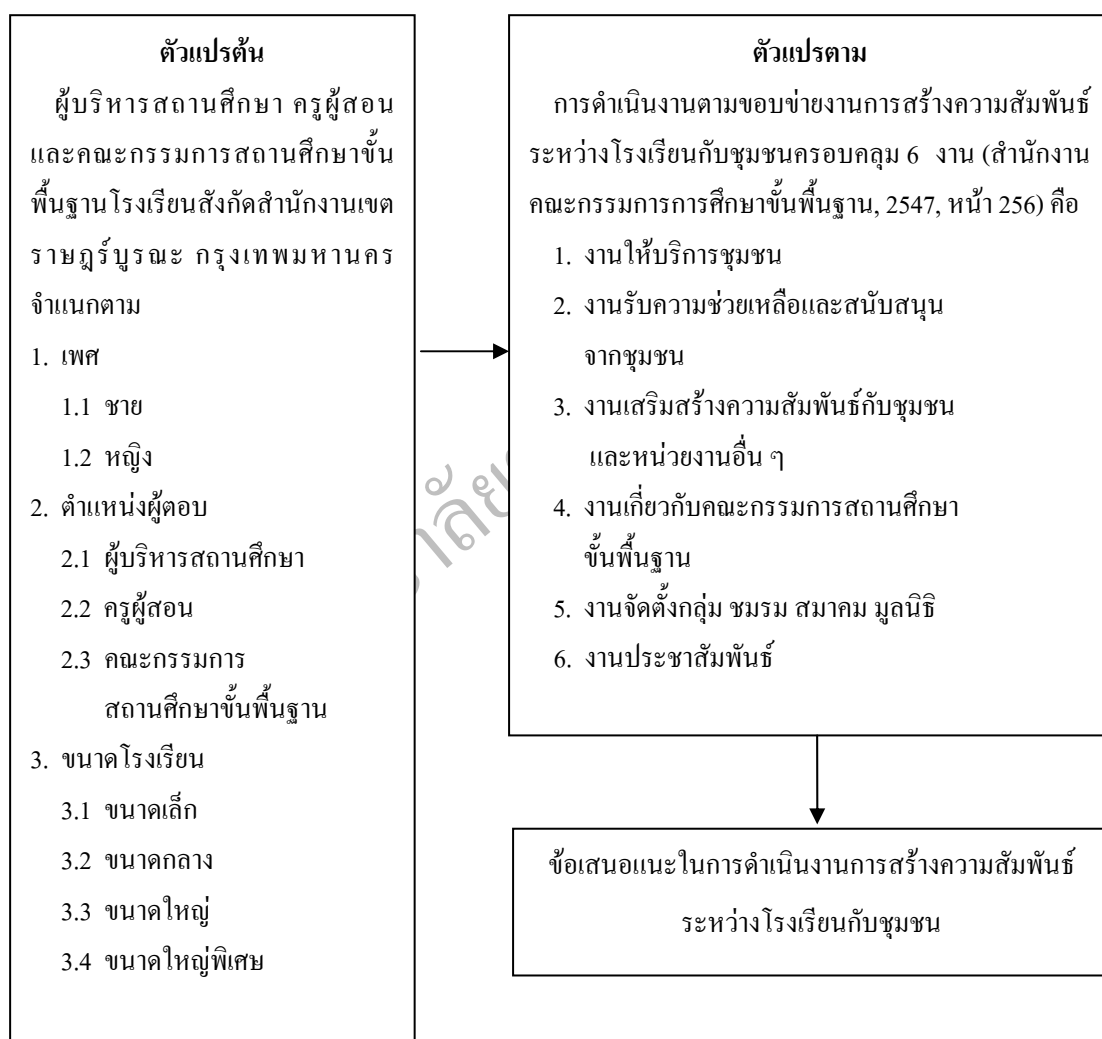 ตัวแปรต้น
ผู้บริหารสถานศึกษา ครูผู้สอน
และคณะกรรมการสถานศึกษาขั้น
พื้นฐานโรงเรียนสังกัดสำนักงานเขต
ราษฎร์บูรณะ กรุงเทพมหานคร
จำแนกตาม
1. เพศ
1.1 ชาย
1.2 หญิง
2. ตำแหน่งผู้ตอบ
2.1 ผู้บริหารสถานศึกษา
2.2 ครูผู้สอน
2.3 คณะกรรมการ
สถานศึกษาขั้นพื้นฐาน
3. ขนาดโรงเรียน
3.1 ขนาดเล็ก
3.2 ขนาดกลาง
3.3 ขนาดใหญ่
3.4 ขนาดใหญ่พิเศษ
ตัวแปรตาม
การดำเนินงานตามขอบข่ายงานการสร้างความสัมพันธ์
ระหว่างโรงเรียนกับชุมชนครอบคลุม 6 งาน (สำนักงาน
คณะกรรมการการศึกษาขั้นพื้นฐาน, 2547, หน้า 256) คือ
1. งานให้บริการชุมชน
2. งานรับความช่วยเหลือและสนับสนุน
จากชุมชน
3. งานเสริมสร้างความสัมพันธ์กับชุมชน
และหน่วยงานอื่น ๆ
4. งานเกี่ยวกับคณะกรรมการสถานศึกษา
ขั้นพื้นฐาน
5. งานจัดตั้งกลุ่ม ชมรม สมาคม มูลนิธิ
6. งานประชาสัมพันธ์
ข้อเสนอแนะในการดำเนินงานการสร้างความสัมพันธ์
ระหว่างโรงเรียนกับชุมชน